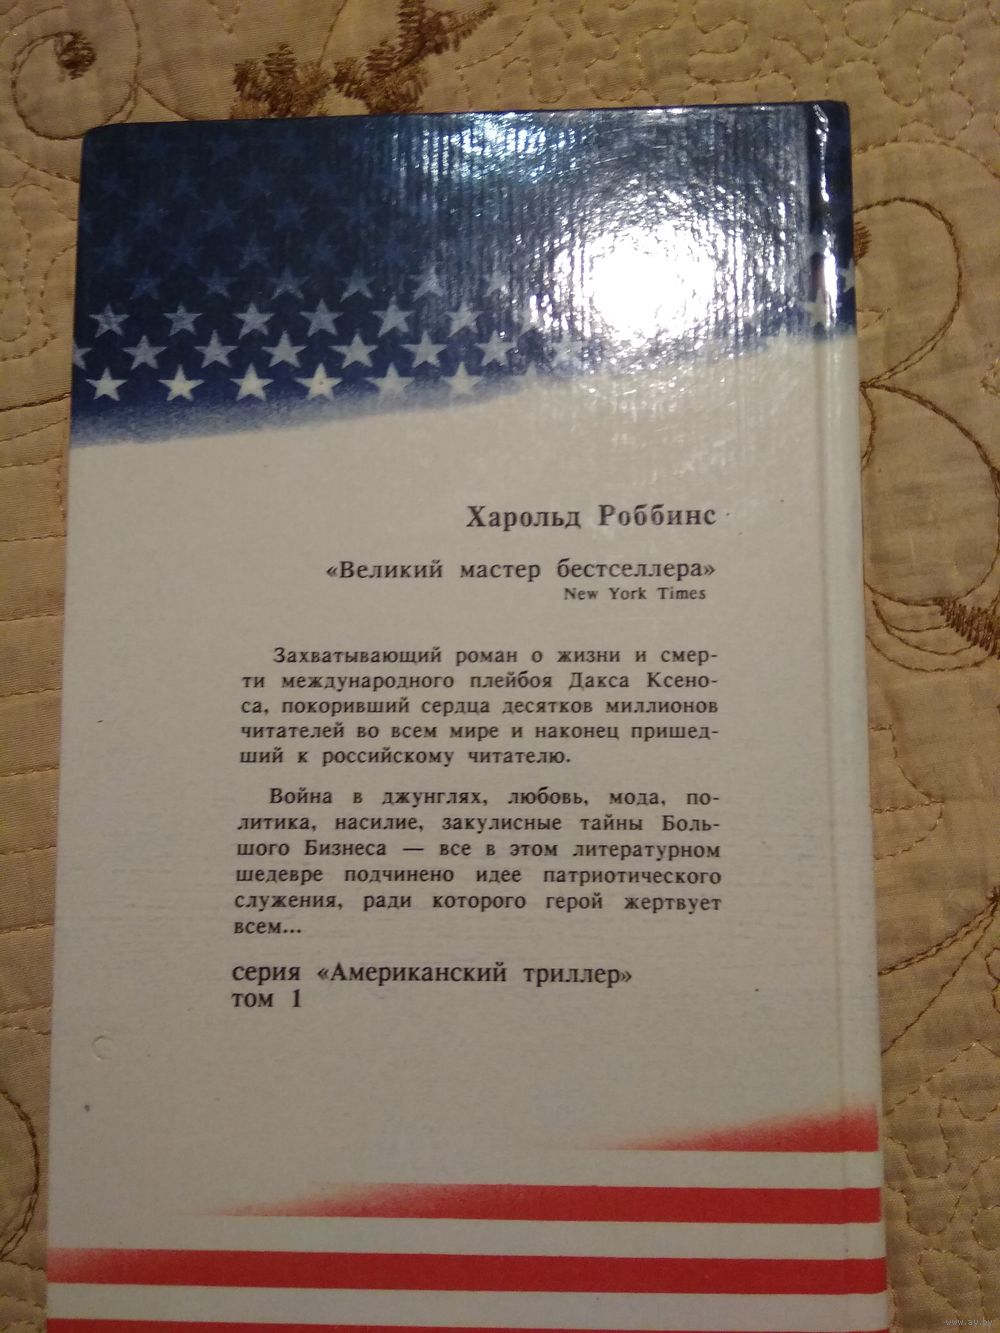 Харольд Роббинс
«Великий мастер бестселлера»
New York Times
Захватывающий роман о жизни и смер-
ти международного плейбоя Дакса Ксено-
са, покоривший сердца десятков миллионов
читателей во всем мире и наконец пришед-
ший к российскому читателю.
Война в джунглях, любовь, мода, по-
литика, насилие, закулисные тайны Боль-
шого Бизнеса — все в этом литературном
шедевре подчинено идее патриотического
служения, ради которого герой жертвует
всем...
серия «Американский триллер»
том 1
www.ay.by